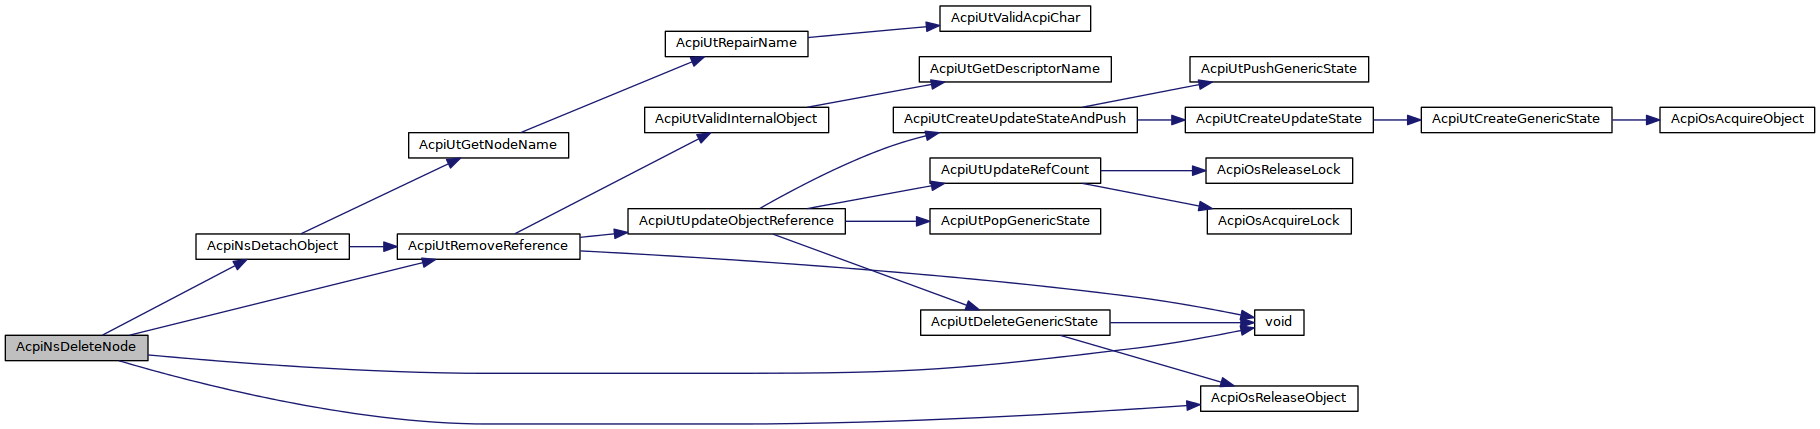 AcpiUtValidAcpiChar
AcpiUtRepairName
AcpiUtGetDescriptorName
AcpiUtPushGenericState
AcpiUtValidInternalObject
AcpiUtCreateUpdateStateAndPush
AcpiUtCreateUpdateState
AcpiUtCreateGenericState
AcpiOsAcquireObject
AcpiUtGetNodeName
AcpiUtUpdateRefCount
AcpiOsReleaseLock
AcpiUtUpdateObjectReference
AcpiUtPopGenericState
AcpiOsAcquireLock
AcpiNsDetachObject
AcpiUtRemoveReference
AcpiUtDeleteGenericState
void
AcpiNsDeleteNode
AcpiOsReleaseObject